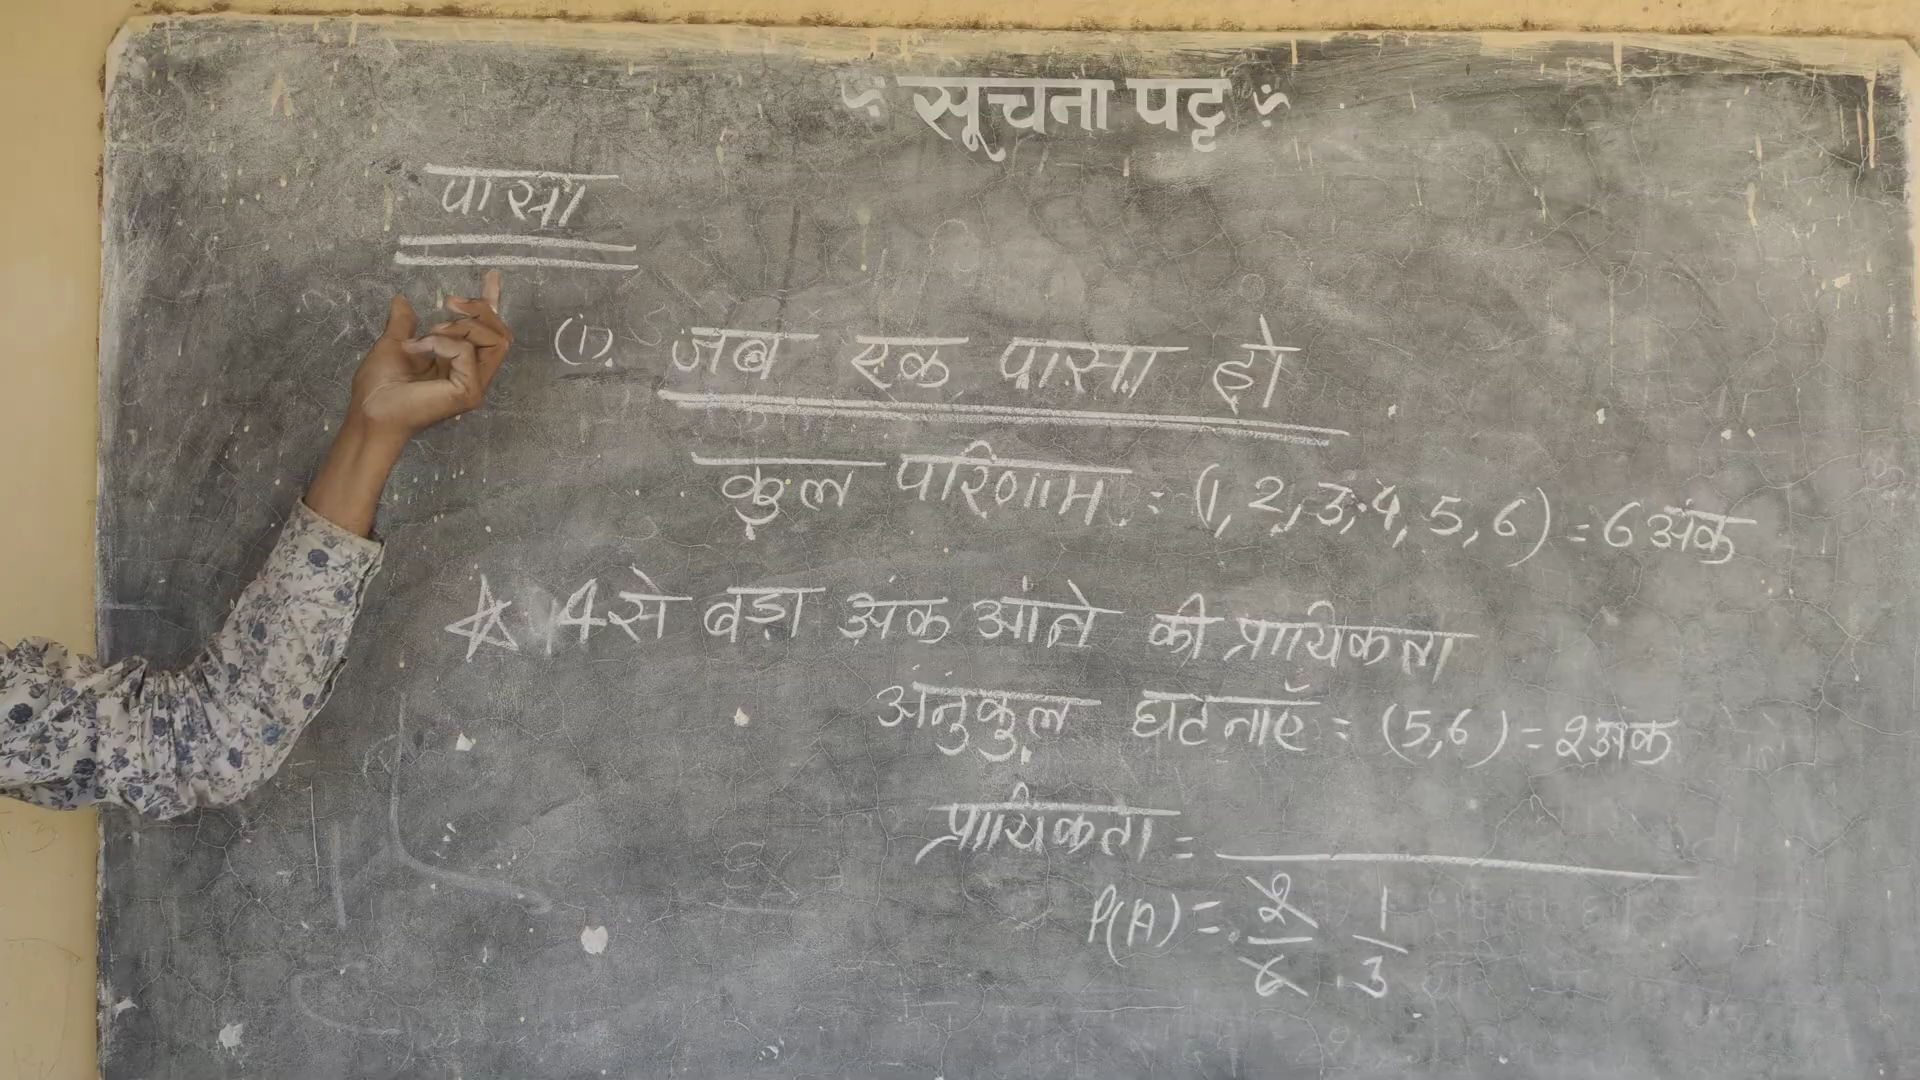 सूचना पट्ट
पासा
(1). जब एक पासा हो
कुल परिणाम : (1, 2, 3, 4, 5, 6) = 6 अंक
4 से बड़ा अंक आंने की प्रायिकता
अनुंकुल घटनाएँ = (5,6) = 2 अंक
प्रायिकता =
P(A) = 2/6 1/3